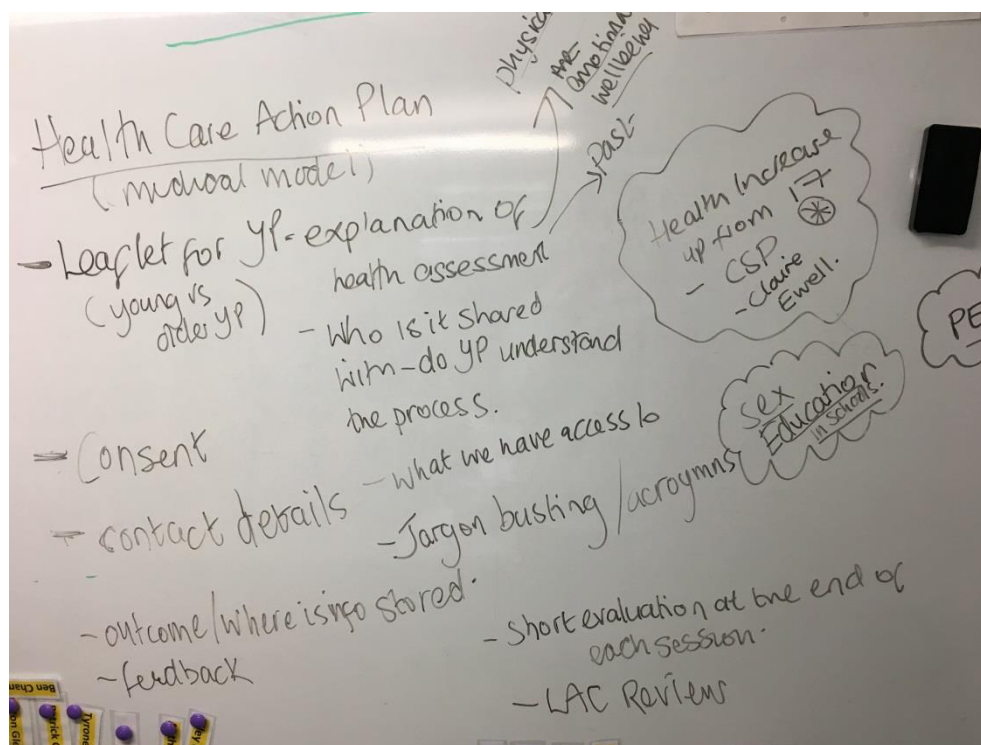 Health Care Action Plan
(medical model)
- Leaflet for YP - explanation of
health assessment
(young vs
older YP)
physical
emotional
wellbeing
Past
- Who is it shared
with - do YP understand
the process.
- Consent
- What we have access to
- contact details
- Jargon busting / acroymns
- outcome/where is info stored.
- feedback
- Short evaluation at the end of
each session.
- LAC Reviews
Health Increase
up from 17
- CSP
- Claire
Ewell.
Sex
Education
in schools.
PE
Ben Chan
Tyrone